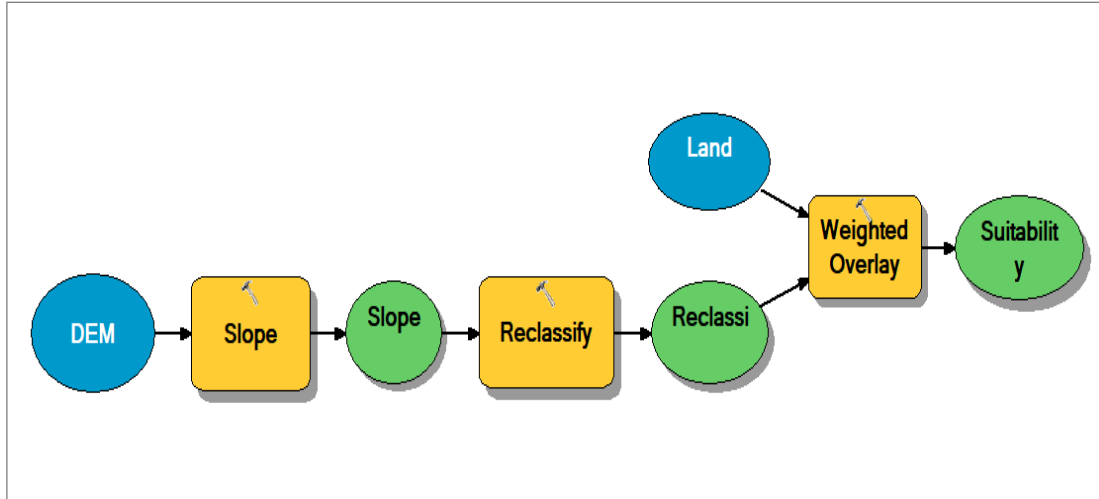 Land
Weighted
Overlay
Suitabilit
y
DEM
Slope
Slope
Reclassify
Reclassi